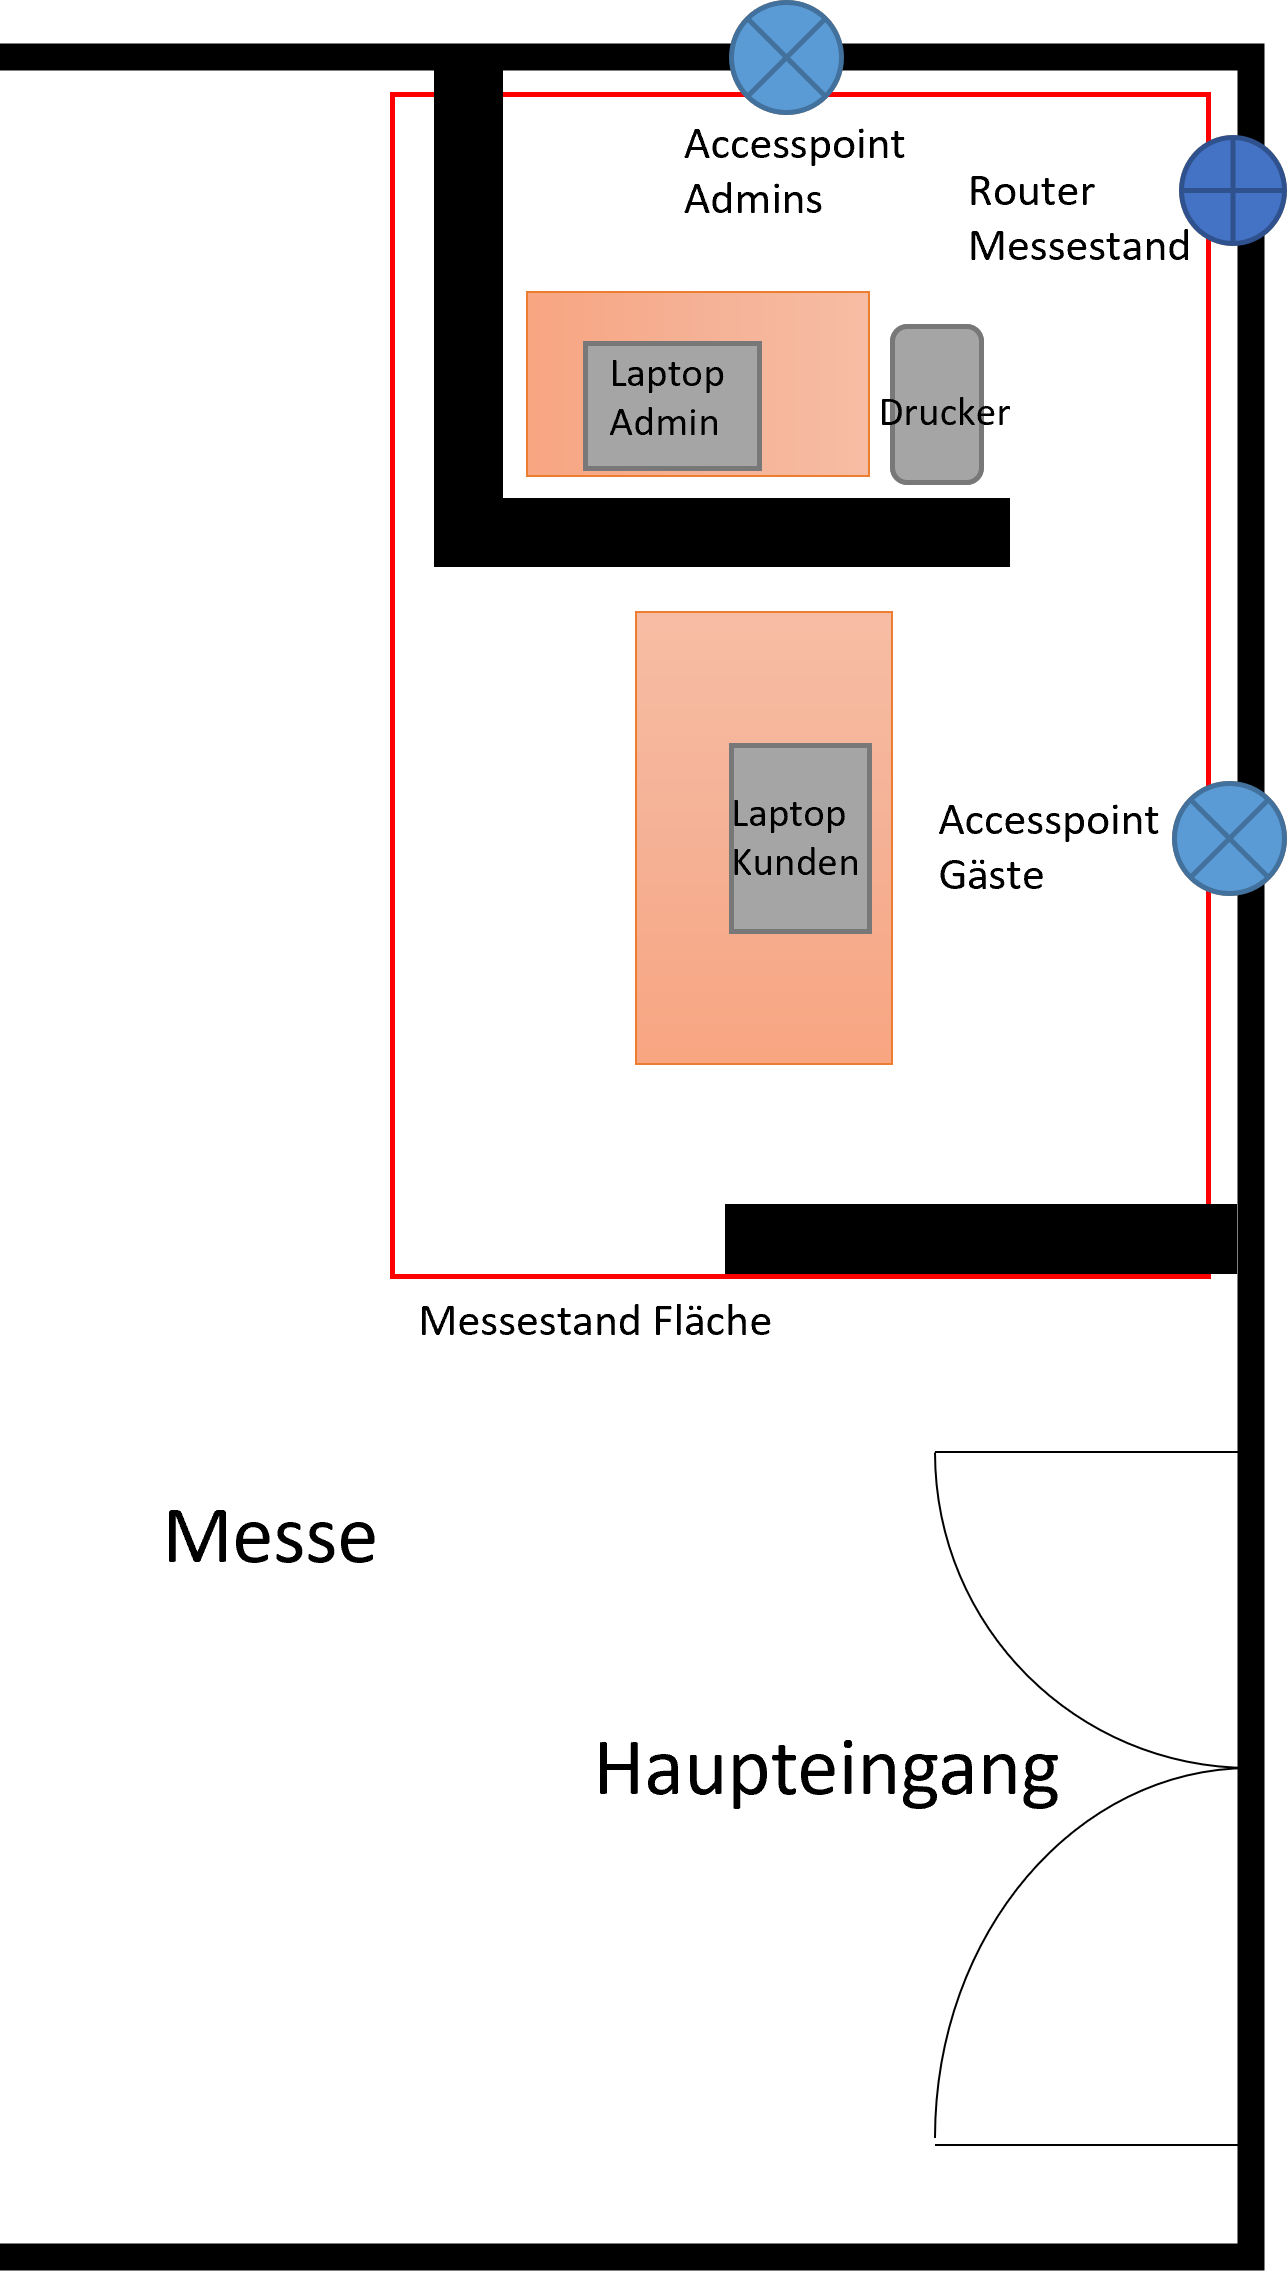 Accesspoint
Admins
Router
Messestand
Laptop
Admin
Drucker
Laptop
Kunden
Accesspoint
Gäste
Messestand Fläche
Messe
Haupteingang